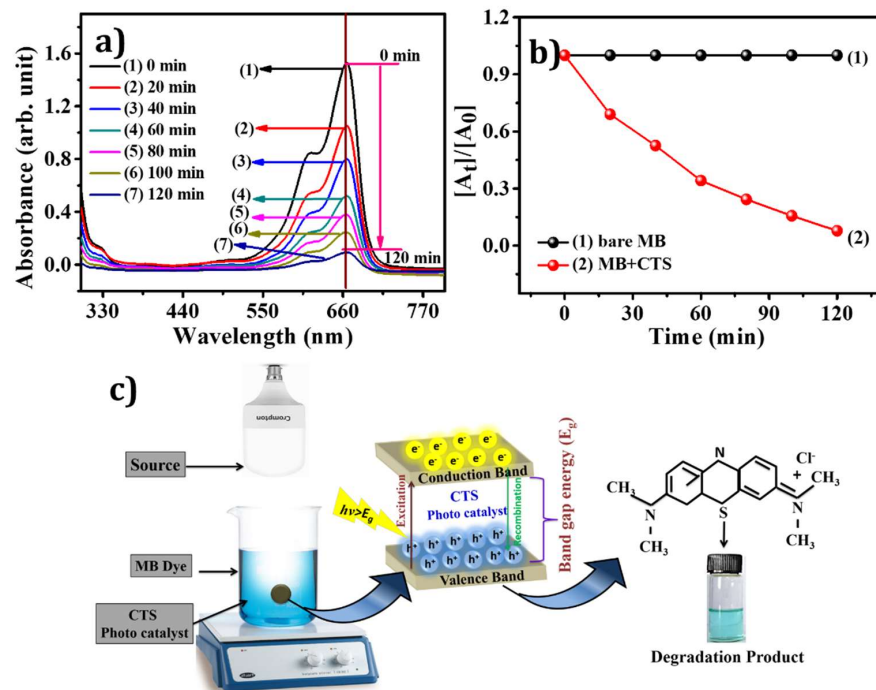 a)
1.6
1.2
0.8
0.4
0.0
Absorbance (arb. unit)
(1) 0 min
(2) 20 min
(3) 40 min
(4) 60 min
(5) 80 min
(6) 100 min
(7) 120 min
(1)
(2)
(3)
(4)
(5)
(6)
(7)
0 min
120 min
330
440
550
660
770
Wavelength (nm)
b)
1.2
0.9
0.6
0.3
0.0
[At]/[A0]
(1)
(2)
(1) bare MB
(2) MB+CTS
0
30
60
90
120
Time (min)
c)
Crompton
Source
MB Dye
CTS
Photo catalyst
hν>Eg
e- e- e- e-
e- e- e- e-
Conduction Band
Excitation
CTS
Photo catalyst
Recombination
h+ h+ h+ h+ h+
h+ h+ h+ h+ h+
Valence Band
Band gap energy (Eg)
N
Cl-
+
CH3
CH3
N
S
N
CH3
CH3
Degradation Product